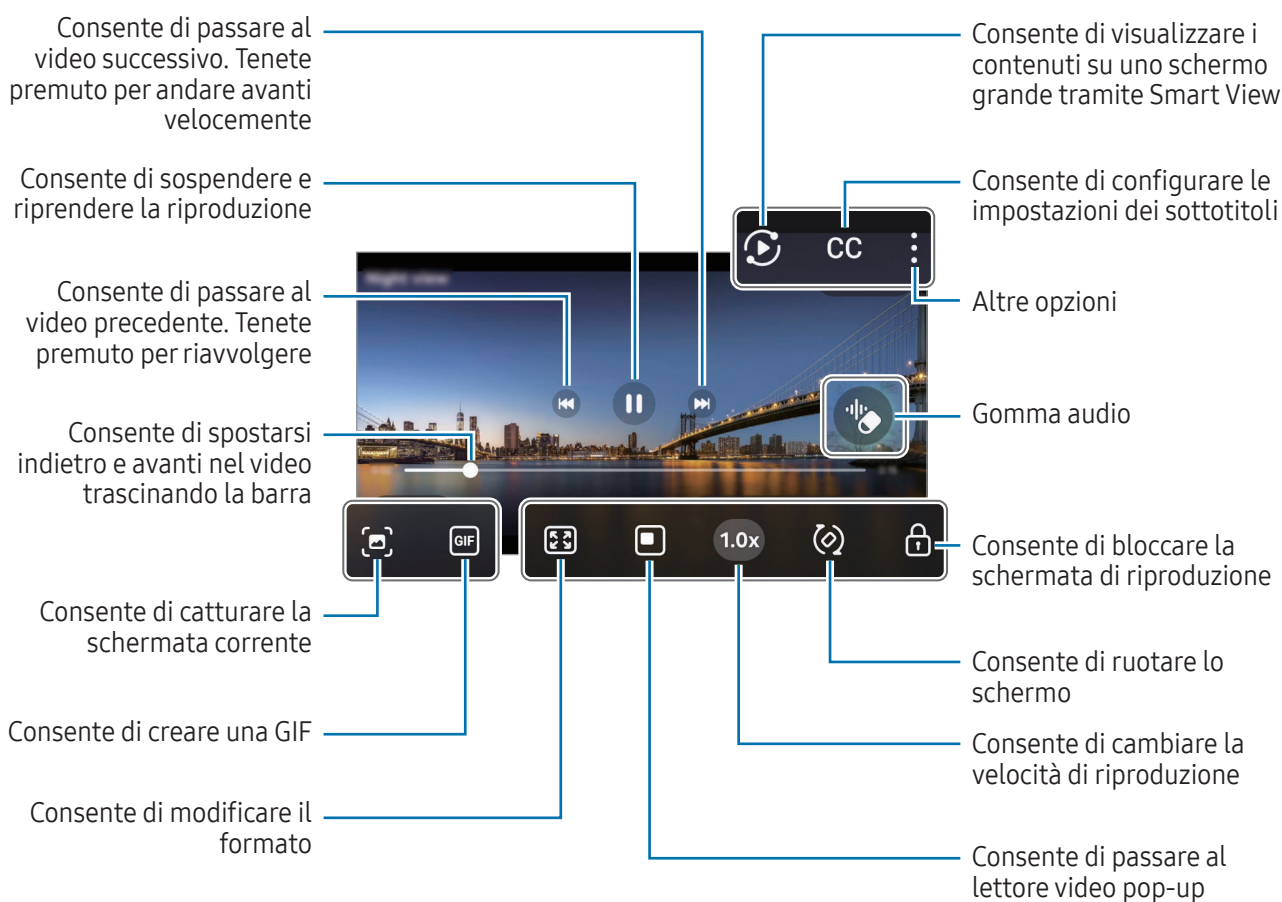 Consente di passare al
video successivo. Tenete
premuto per andare avanti
velocemente
Consente di sospendere e
riprendere la riproduzione
Consente di passare al
video precedente. Tenete
premuto per riavvolgere
Consente di spostarsi
indietro e avanti nel video
trascinando la barra
Consente di catturare la
schermata corrente
Consente di creare una GIF
Consente di modificare il
formato
CC
Night view
GIF
1.0x
Consente di visualizzare i
contenuti su uno schermo
grande tramite Smart View
Consente di configurare le
impostazioni dei sottotitoli
Altre opzioni
Gomma audio
Consente di bloccare la
schermata di riproduzione
Consente di ruotare lo
schermo
Consente di cambiare la
velocità di riproduzione
Consente di passare al
lettore video pop-up